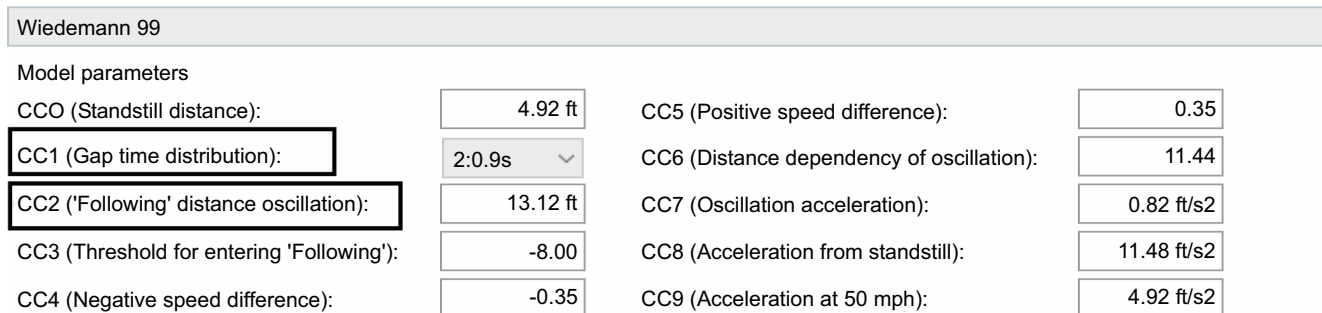 Wiedemann 99
Model parameters
CCO (Standstill distance): 4.92 ft CC5 (Positive speed difference): 0.35
CC1 (Gap time distribution): 2:0.9s CC6 (Distance dependency of oscillation): 11.44
CC2 ('Following' distance oscillation): 13.12 ft CC7 (Oscillation acceleration): 0.82 ft/s2
CC3 (Threshold for entering 'Following'): -8.00 CC8 (Acceleration from standstill): 11.48 ft/s2
CC4 (Negative speed difference): -0.35 CC9 (Acceleration at 50 mph): 4.92 ft/s2